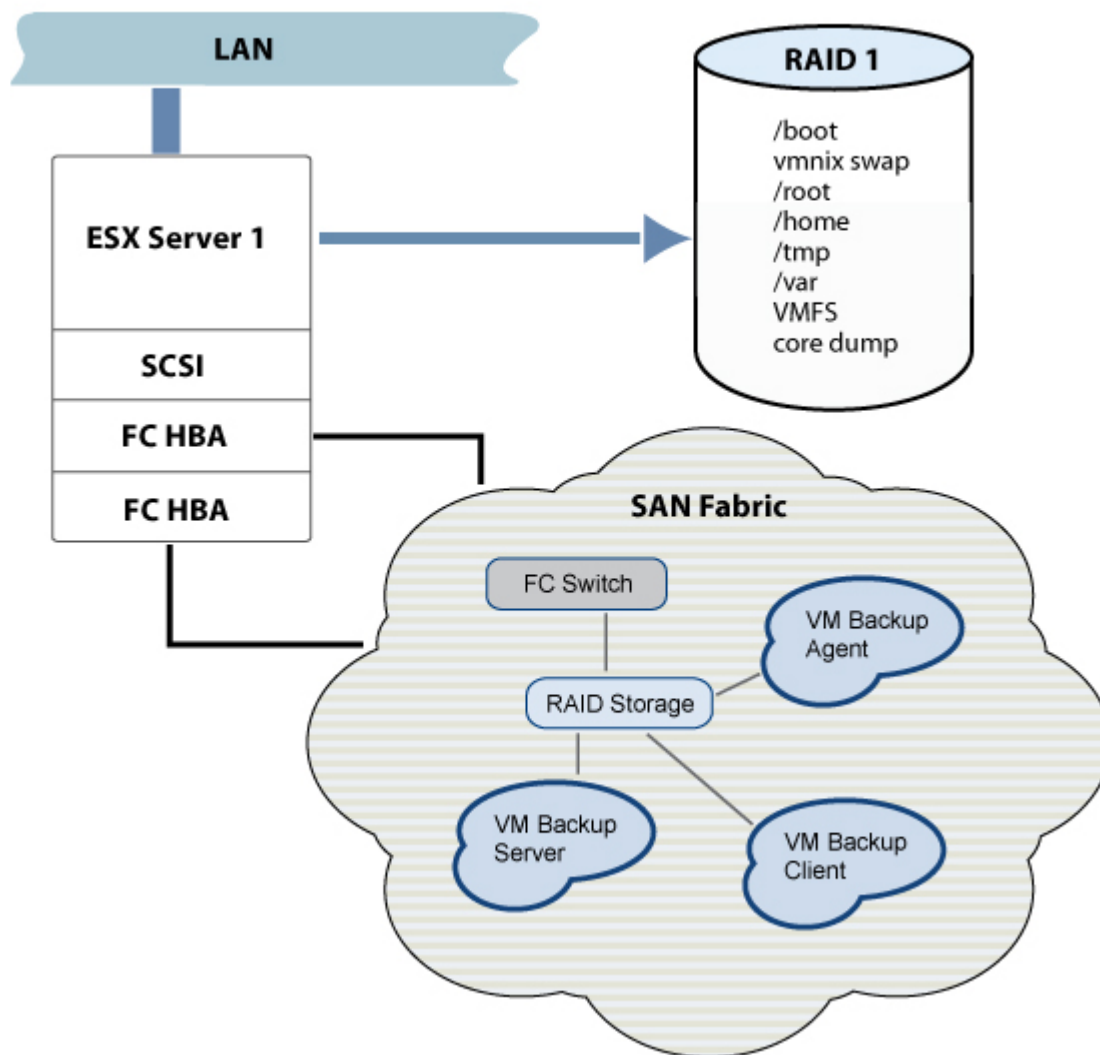 LAN
RAID 1
/boot
vmnix swap
/root
/home
/tmp
/var
VMFS
core dump
ESX Server 1
SCSI
FC HBA
FC HBA
SAN Fabric
FC Switch
VM Backup
Agent
RAID Storage
VM Backup
Server
VM Backup
Client